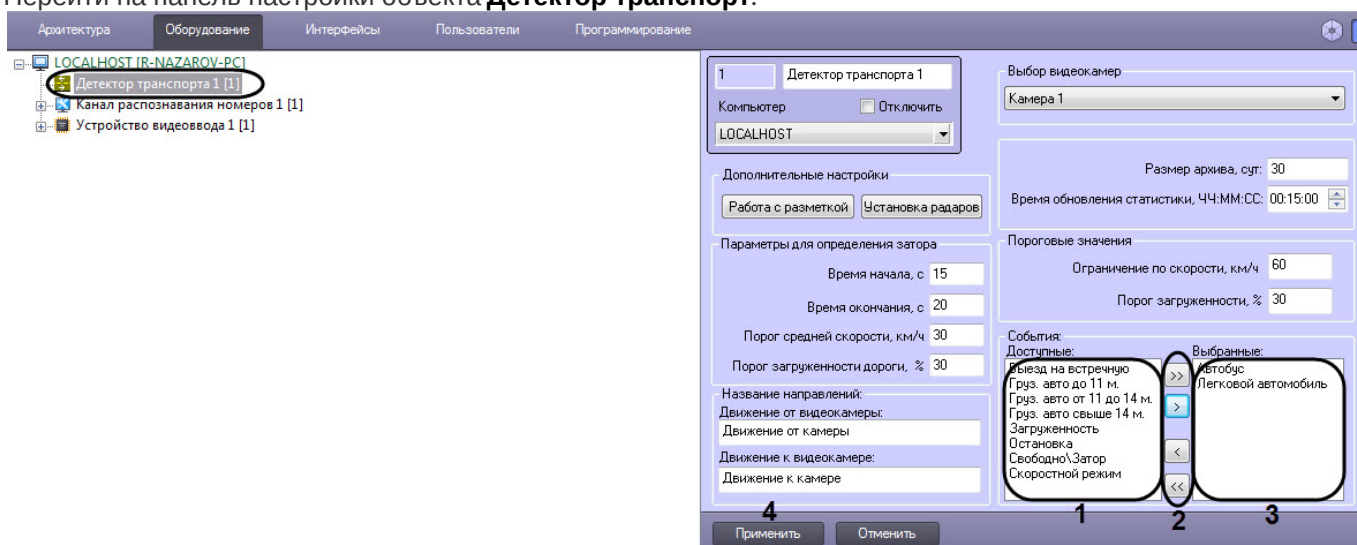 Перейти на панель настройки объекта Детектор транспорт.
Архитектура Оборудование Интерфейсы Пользователи Программирование
LOCALHOST [R-NAZAROV-PC]
Детектор транспорта 1 [1]
Канал распознавания номеров 1 [1]
Устройство видеоввода 1 [1]
1 Детектор транспорта 1
Компьютер Отключить
LOCALHOST
Дополнительные настройки
Работа с разметкой Установка радаров
Параметры для определения затора
Время начала, с 15
Время окончания, с 20
Порог средней скорости, км/ч 30
Порог загруженности дороги, % 30
Название направлений:
Движение от видеокамеры:
Движение от камеры
Движение к видеокамере:
Движение к камере
Выбор видеокамер
Камера 1
Размер архива, сут: 30
Время обновления статистики, ЧЧ:ММ:СС: 00:15:00
Пороговые значения
Ограничение по скорости, км/ч 60
Порог загруженности, % 30
События:
Доступные:
Выезд на встречную
Груз. авто до 11 м.
Груз. авто от 11 до 14 м.
Груз. авто свыше 14 м.
Загруженность
Остановка
Свободно\Затор
Скоростной режим
>>
>
<
<<
Выбранные:
Автобус
Легковой автомобиль
1 2 3
4
Применить Отменить